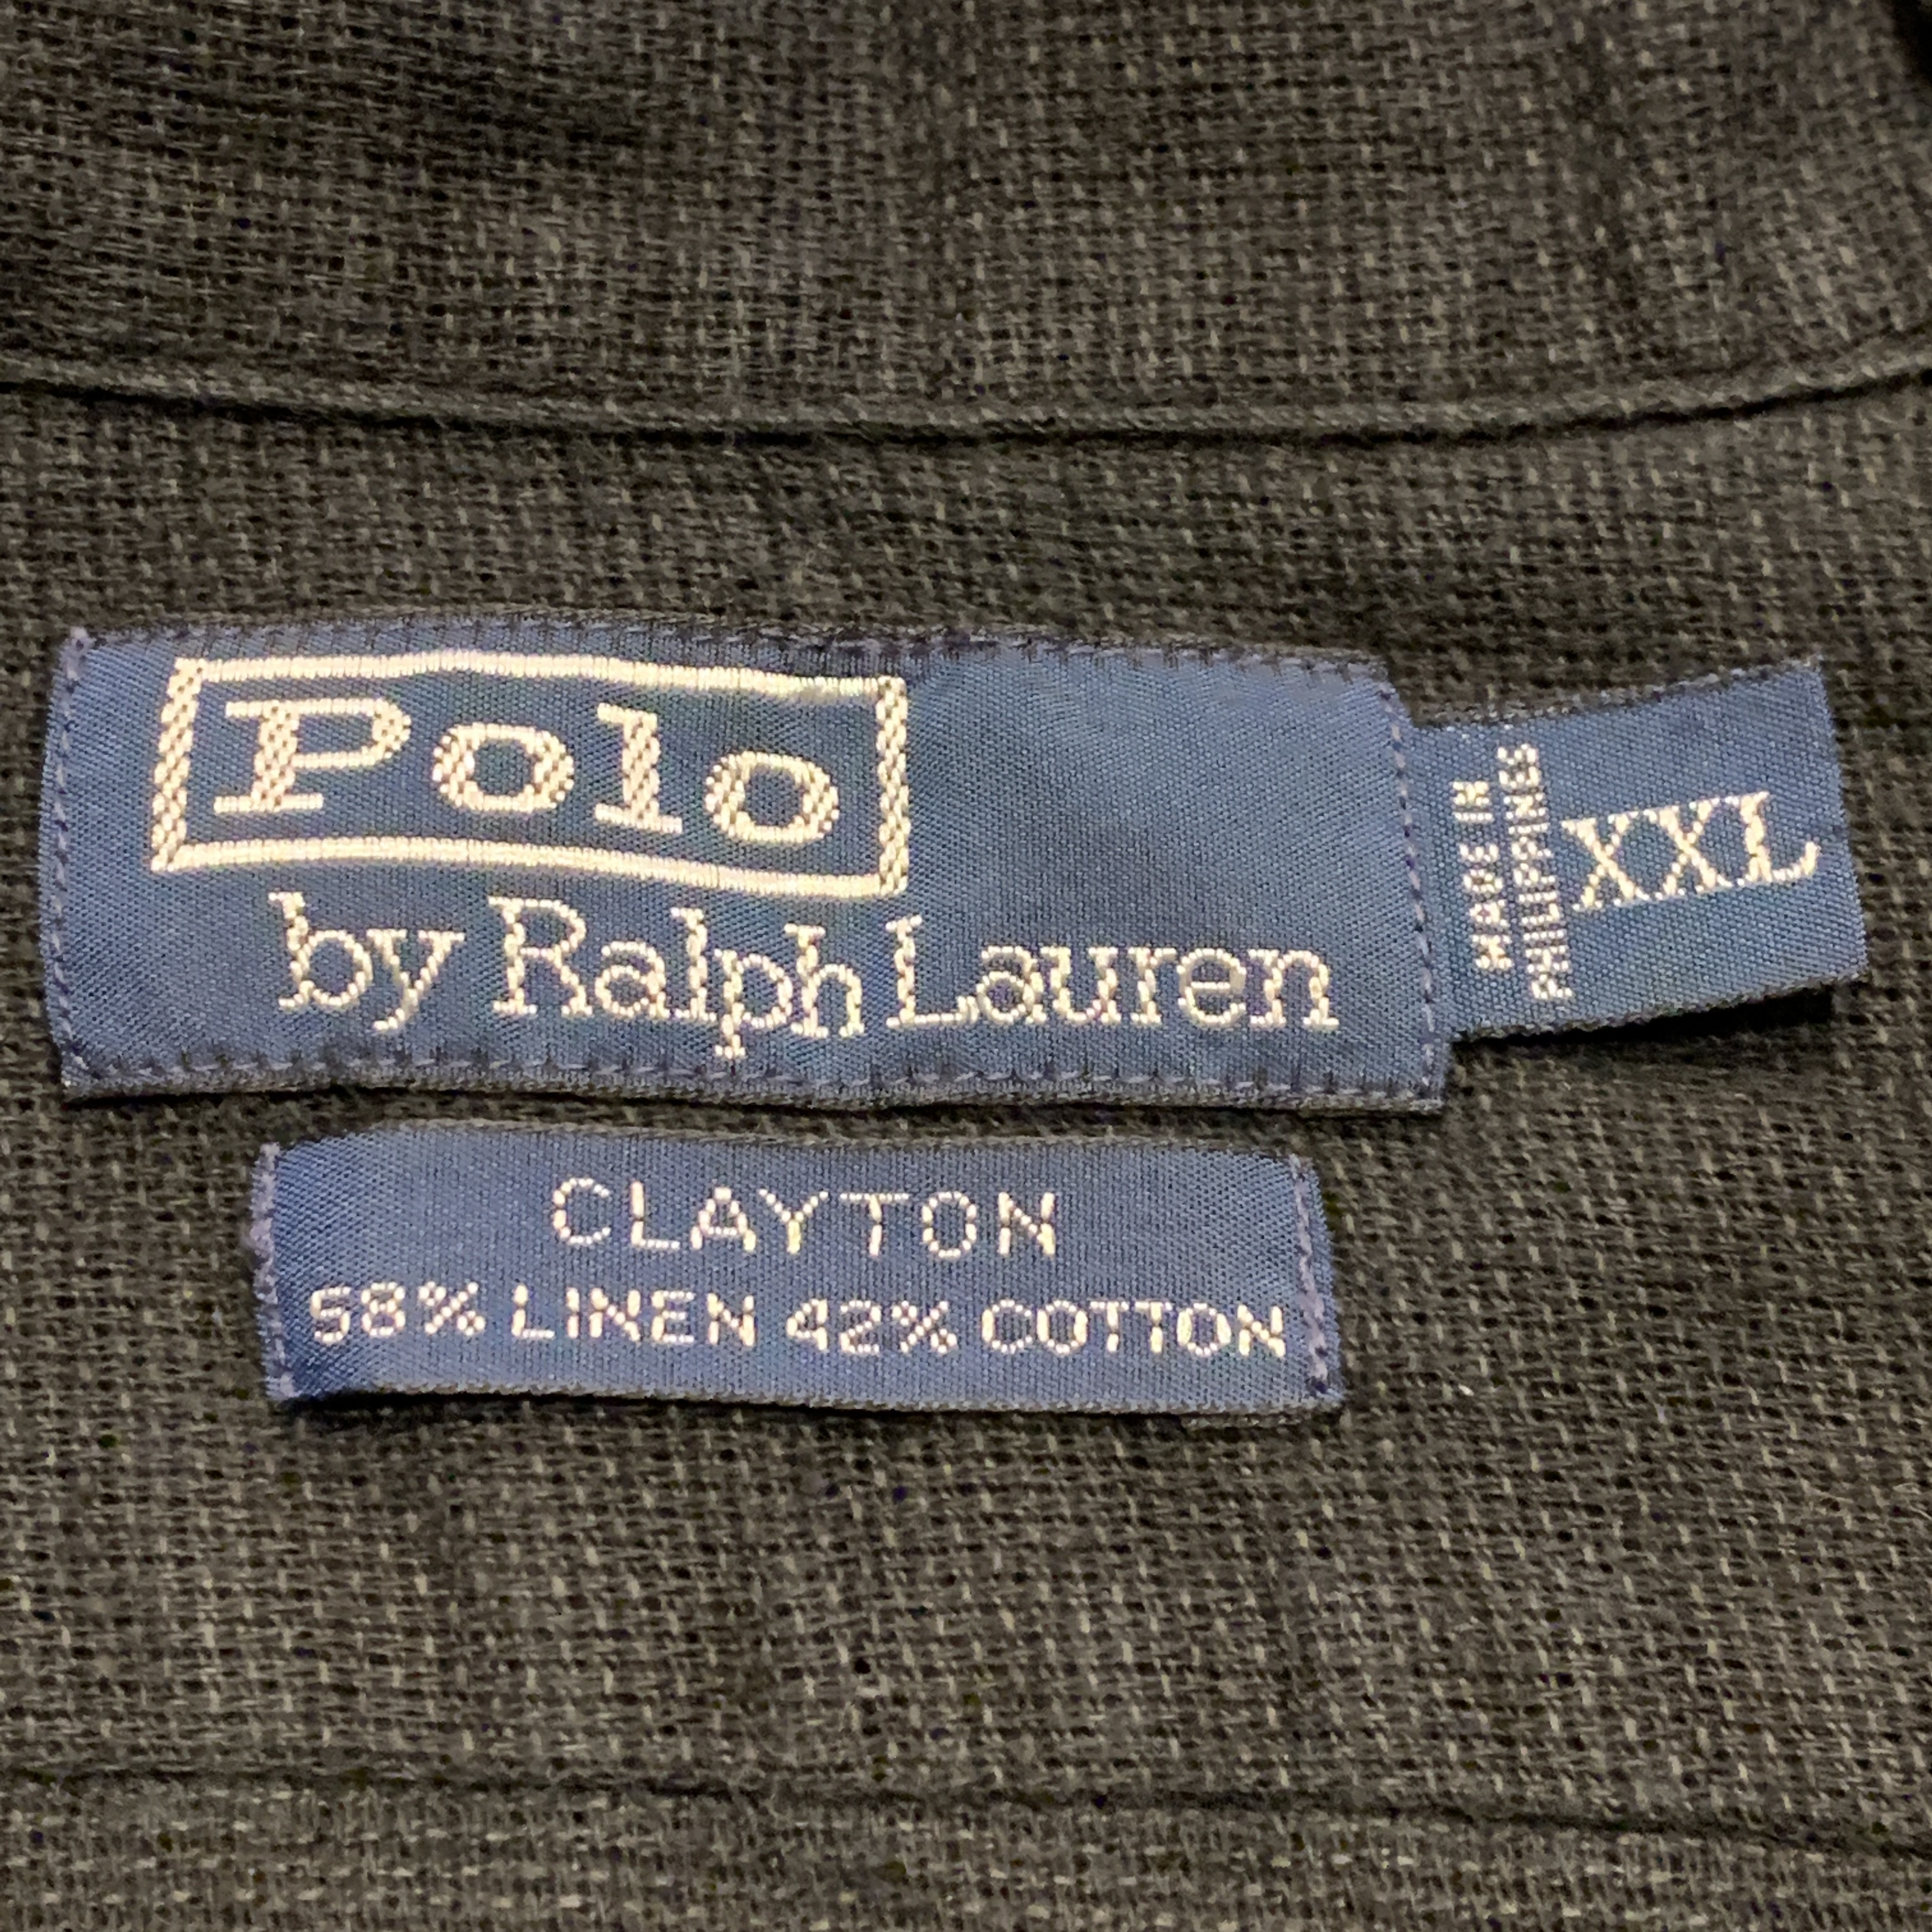 Polo
by Ralph Lauren
MADE IN
PHILIPPINES
XXL
CLAYTON
58% LINEN 42% COTTON